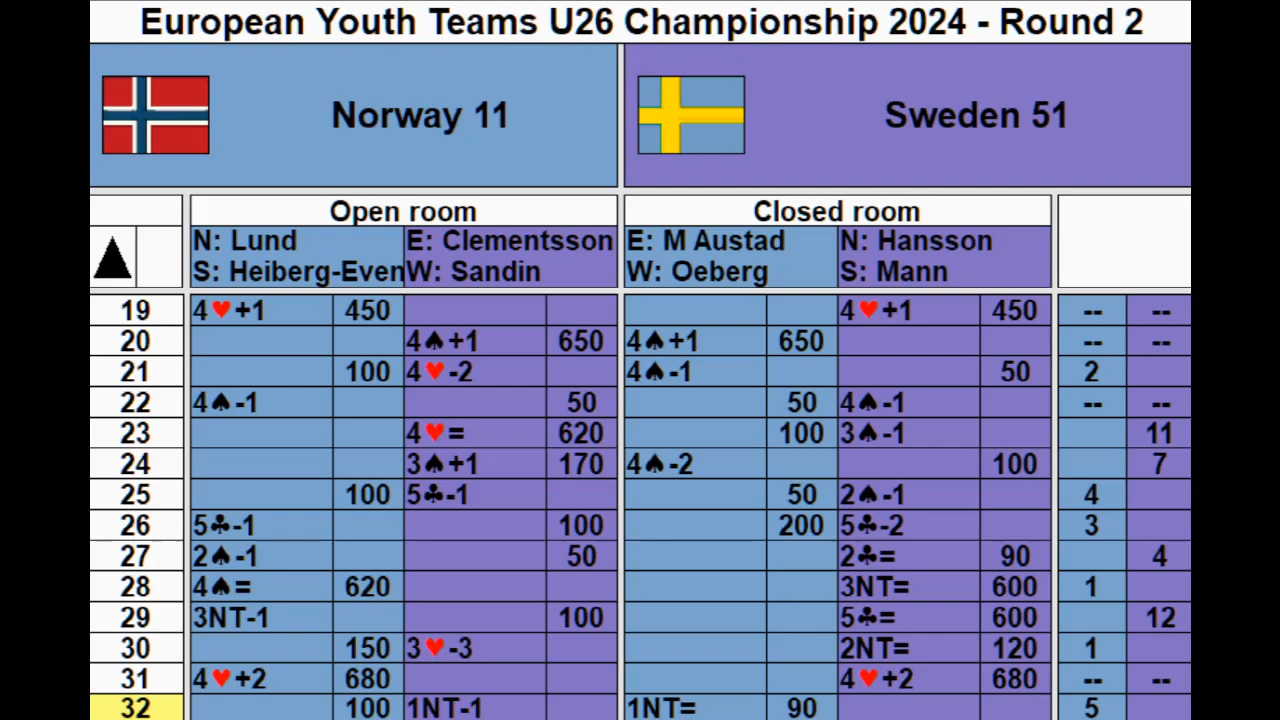 European Youth Teams U26 Championship 2024 - Round 2
Norway 11 Sweden 51
Open room Closed room
N: Lund E: Clementsson E: M Austad N: Hansson
S: Heiberg-Even W: Sandin W: Oeberg S: Mann
19 4♥+1 450 4♥+1 450 -- --
20 4♠+1 650 4♠+1 650 -- --
21 100 4♥-2 4♠-1 50 2
22 4♠-1 50 50 4♠-1 -- --
23 4♥= 620 100 3♠-1 11
24 3♠+1 170 4♠-2 100 7
25 100 5♣-1 50 2♠-1 4
26 5♣-1 100 200 5♣-2 3
27 2♠-1 50 2♣= 90 4
28 4♠= 620 3NT= 600 1
29 3NT-1 100 5♣= 600 12
30 150 3♥-3 2NT= 120 1
31 4♥+2 680 4♥+2 680 -- --
32 100 1NT-1 1NT= 90 5